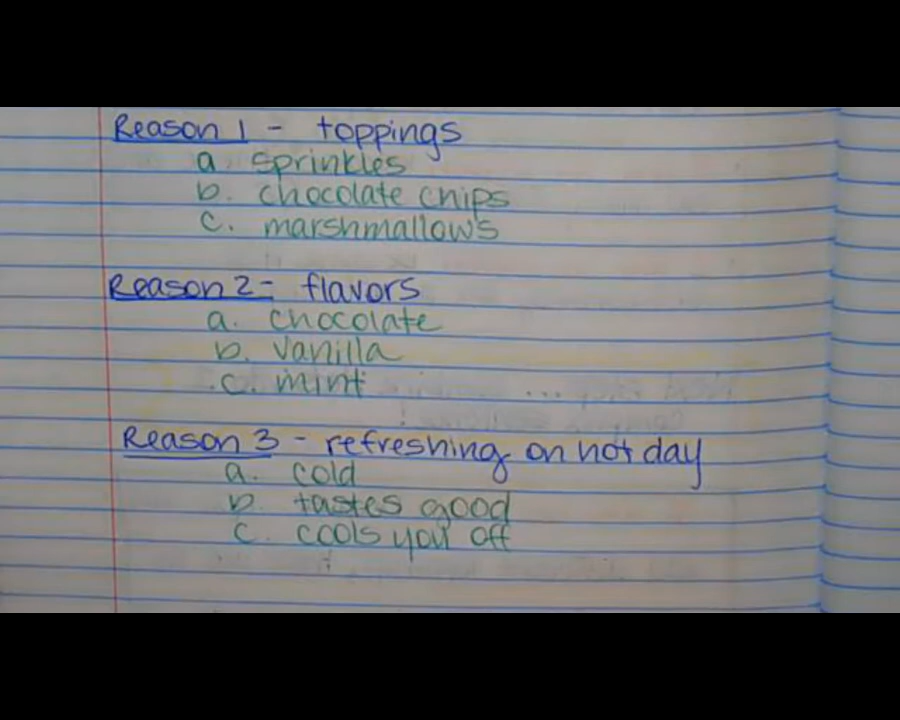 Reason 1 - toppings
a. sprinkles
b. chocolate chips
c. marshmallows
Reason 2 - flavors
a. chocolate
b. vanilla
c. mint
Reason 3 - refreshing on hot day
a. cold
b. tastes good
c. cools you off